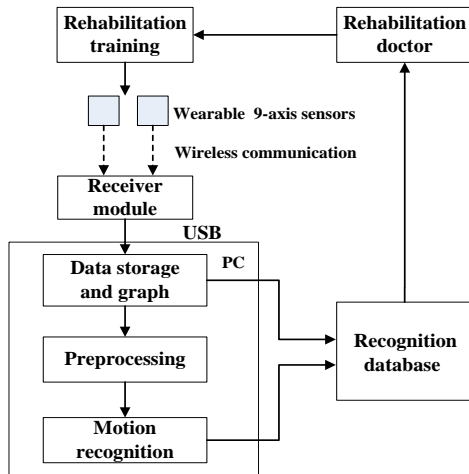 Rehabilitation
training
Rehabilitation
doctor
Wearable 9-axis sensors
Wireless communication
Receiver
module
USB
Data storage
and graph
PC
Preprocessing
Recognition
database
Motion
recognition